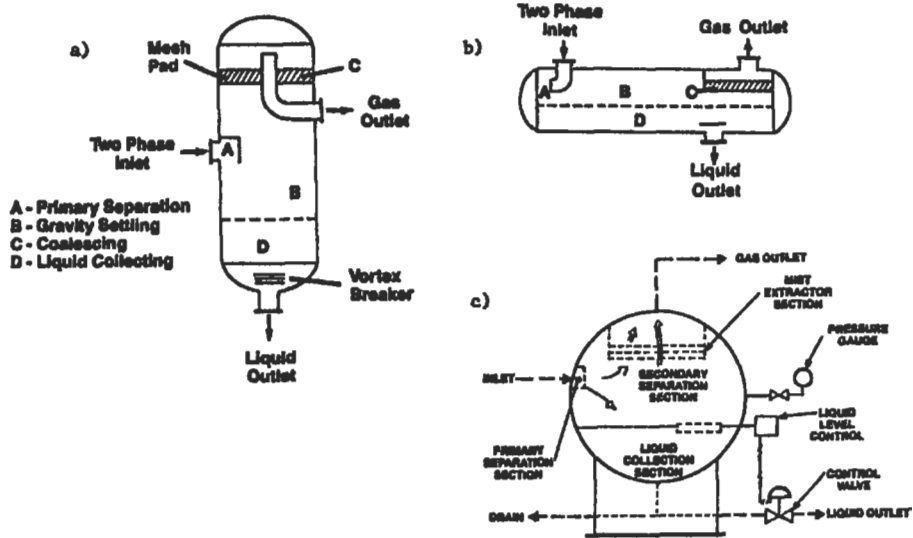 a)
Mesh
Pad
C
Gas
Outlet
Two Phase
Inlet
A
B
A - Primary Separation
B - Gravity Settling
C - Coalescing
D - Liquid Collecting
D
Vortex
Breaker
Liquid
Outlet
b)
Two Phase
Inlet
Gas Outlet
A
B
C
D
Liquid
Outlet
c)
GAS OUTLET
MIST
EXTRACTOR
SECTION
PRESSURE
GAUGE
INLET
SECONDARY
SEPARATION
SECTION
LIQUID
LEVEL
CONTROL
PRIMARY
SEPARATION
SECTION
LIQUID
COLLECTION
SECTION
CONTROL
VALVE
DRAIN
LIQUID OUTLET